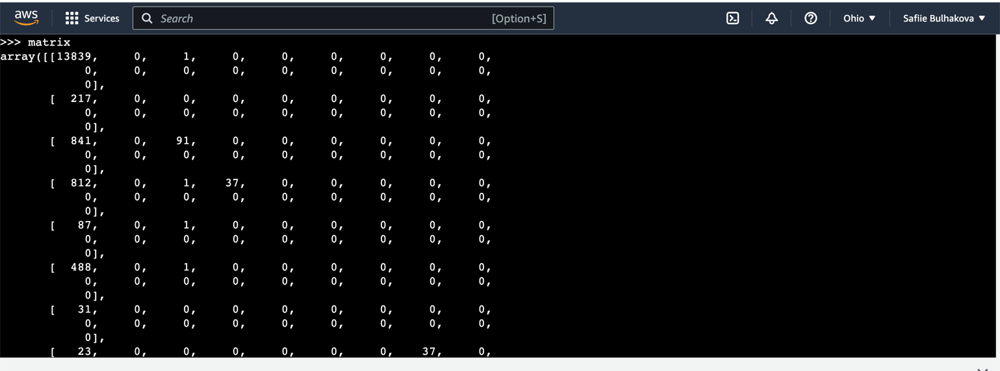 aws Services Search [Option+S] Ohio Safiie Bulhakova
>>> matrix
array([[13839, 0, 1, 0, 0, 0, 0, 0, 0,
0, 0, 0, 0, 0, 0, 0, 0, 0,
0],
[ 217, 0, 0, 0, 0, 0, 0, 0, 0,
0, 0, 0, 0, 0, 0, 0, 0, 0,
0],
[ 841, 0, 91, 0, 0, 0, 0, 0, 0,
0, 0, 0, 0, 0, 0, 0, 0, 0,
0],
[ 812, 0, 1, 37, 0, 0, 0, 0, 0,
0, 0, 0, 0, 0, 0, 0, 0, 0,
0],
[ 87, 0, 1, 0, 0, 0, 0, 0, 0,
0, 0, 0, 0, 0, 0, 0, 0, 0,
0],
[ 488, 0, 1, 0, 0, 0, 0, 0, 0,
0, 0, 0, 0, 0, 0, 0, 0, 0,
0],
[ 31, 0, 0, 0, 0, 0, 0, 0, 0,
0, 0, 0, 0, 0, 0, 0, 0, 0,
0],
[ 23, 0, 0, 0, 0, 0, 0, 37, 0,